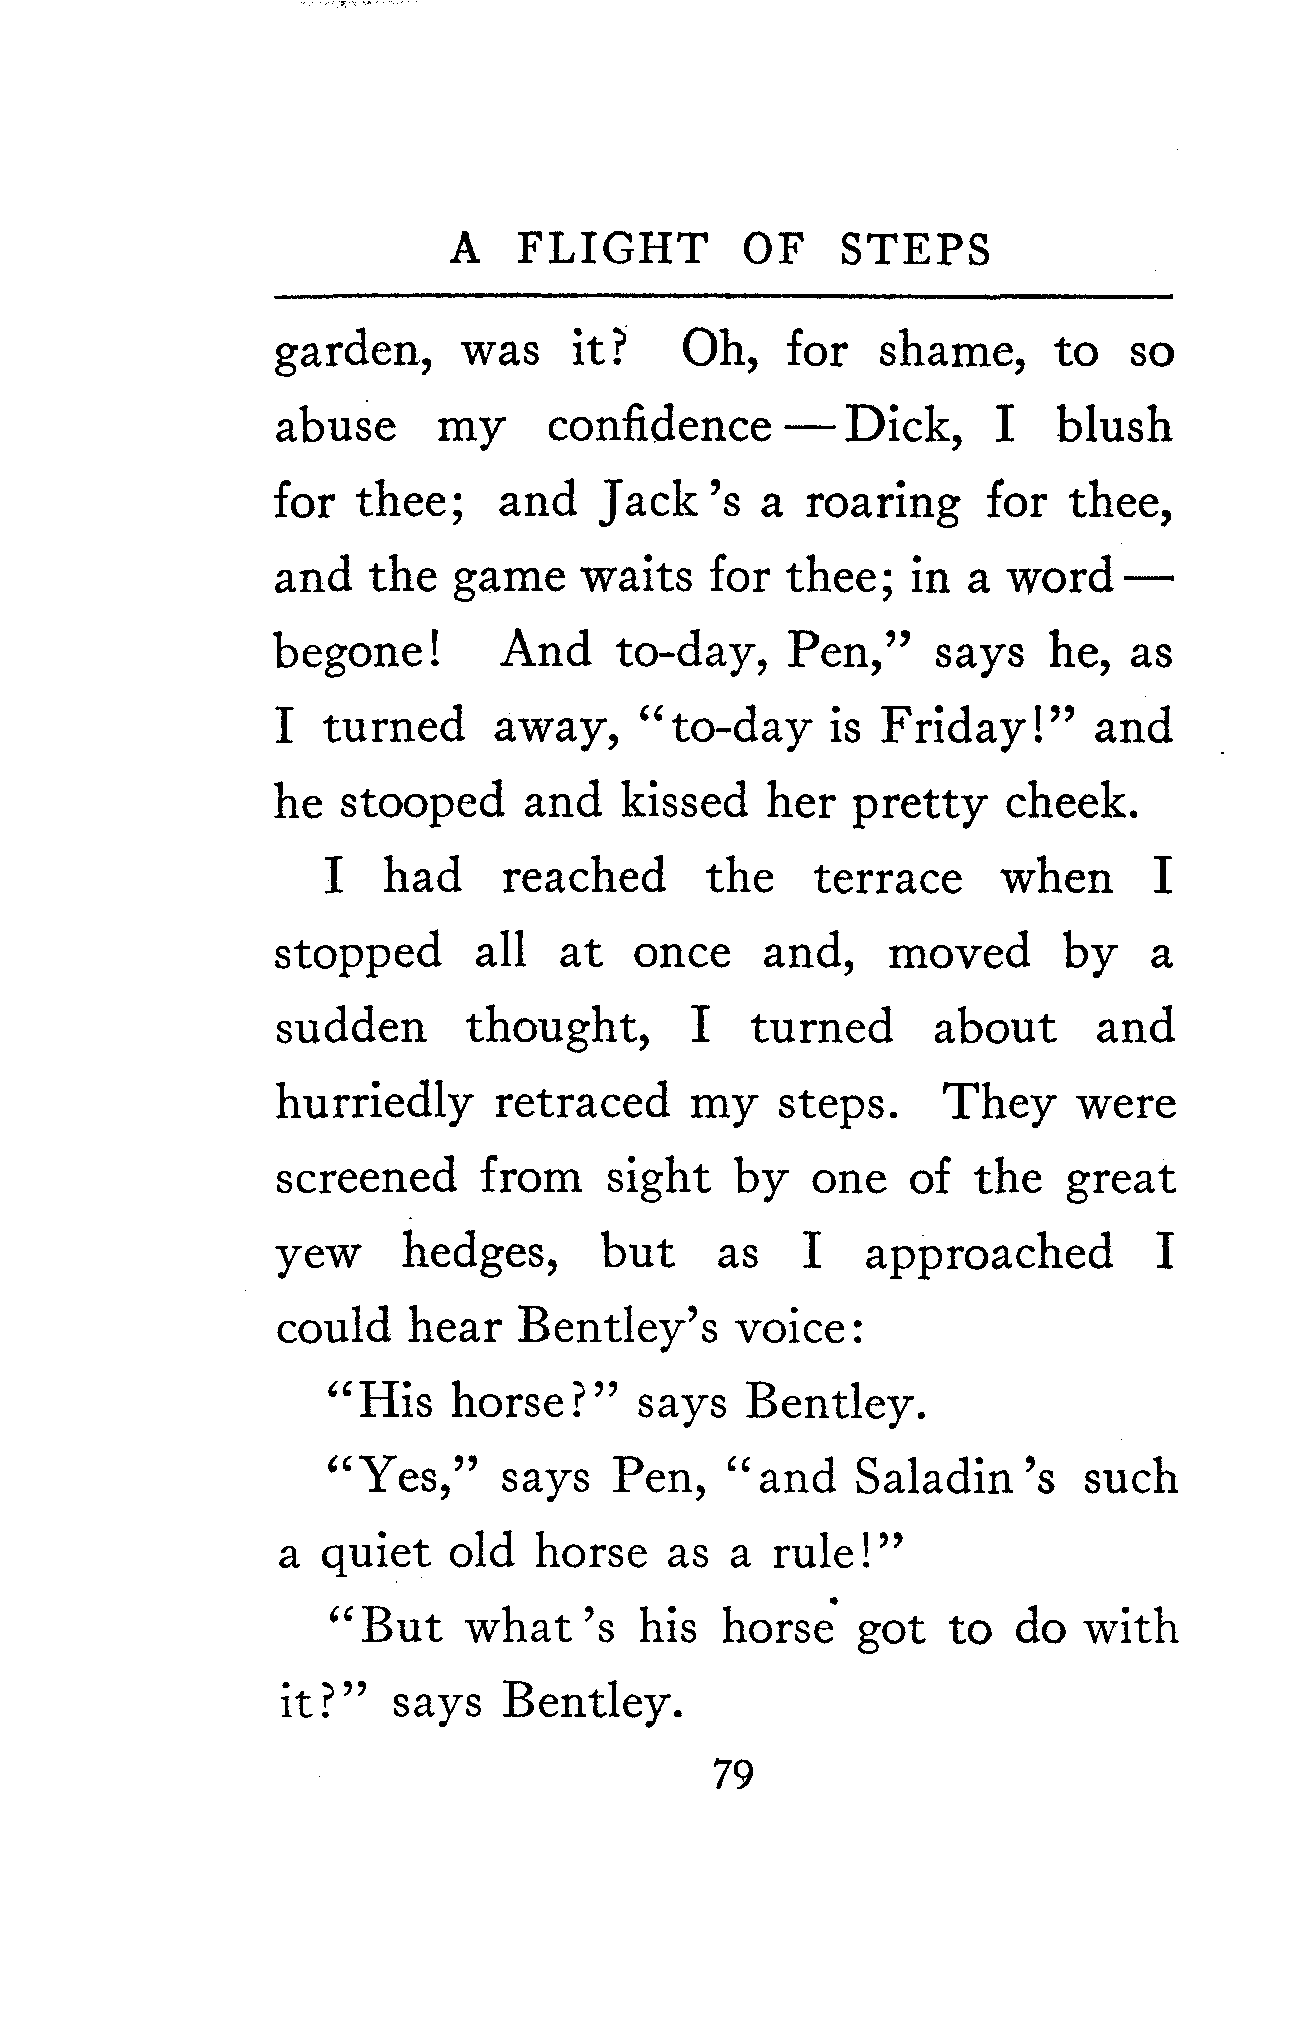 A FLIGHT OF STEPS
garden, was it? Oh, for shame, to so
abuse my confidence — Dick, I blush
for thee; and Jack's a roaring for thee,
and the game waits for thee; in a word —
begone! And to-day, Pen," says he, as
I turned away, "to-day is Friday!" and
he stooped and kissed her pretty cheek.
I had reached the terrace when I
stopped all at once and, moved by a
sudden thought, I turned about and
hurriedly retraced my steps. They were
screened from sight by one of the great
yew hedges, but as I approached I
could hear Bentley's voice:
"His horse?" says Bentley.
"Yes," says Pen, "and Saladin's such
a quiet old horse as a rule!"
"But what's his horse got to do with
it?" says Bentley.
79